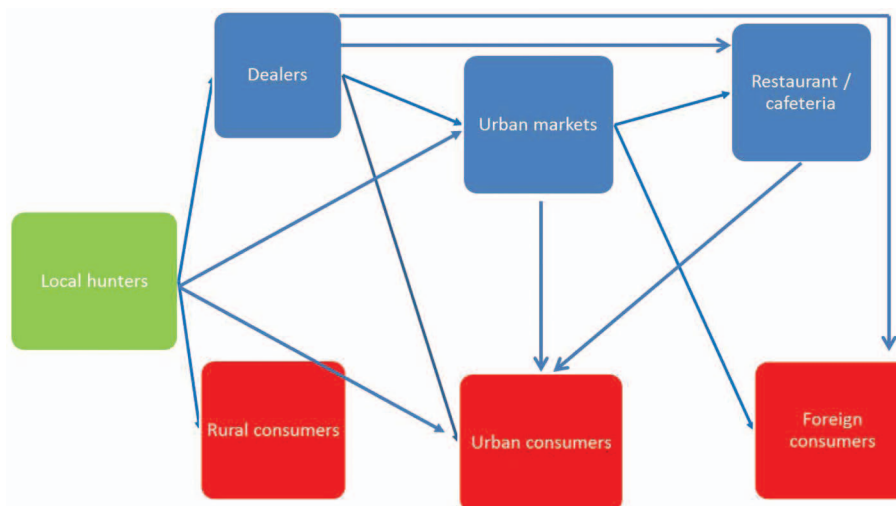 Dealers
Urban markets
Restaurant /
cafeteria
Local hunters
Rural consumers
Urban consumers
Foreign
consumers